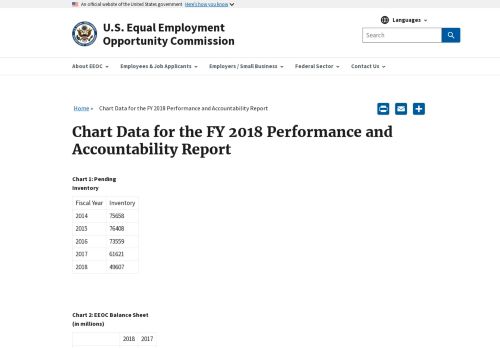 An official website of the United States government Here's how you know
U.S. Equal Employment
Opportunity Commission
Languages
Search
About EEOC
Employees & Job Applicants
Employers / Small Business
Federal Sector
Contact Us
Home » Chart Data for the FY 2018 Performance and Accountability Report
Chart Data for the FY 2018 Performance and
Accountability Report
Chart 1: Pending
Inventory
Fiscal Year Inventory
2014 75658
2015 76408
2016 73559
2017 61621
2018 49607
Chart 2: EEOC Balance Sheet
(in millions)
2018 2017